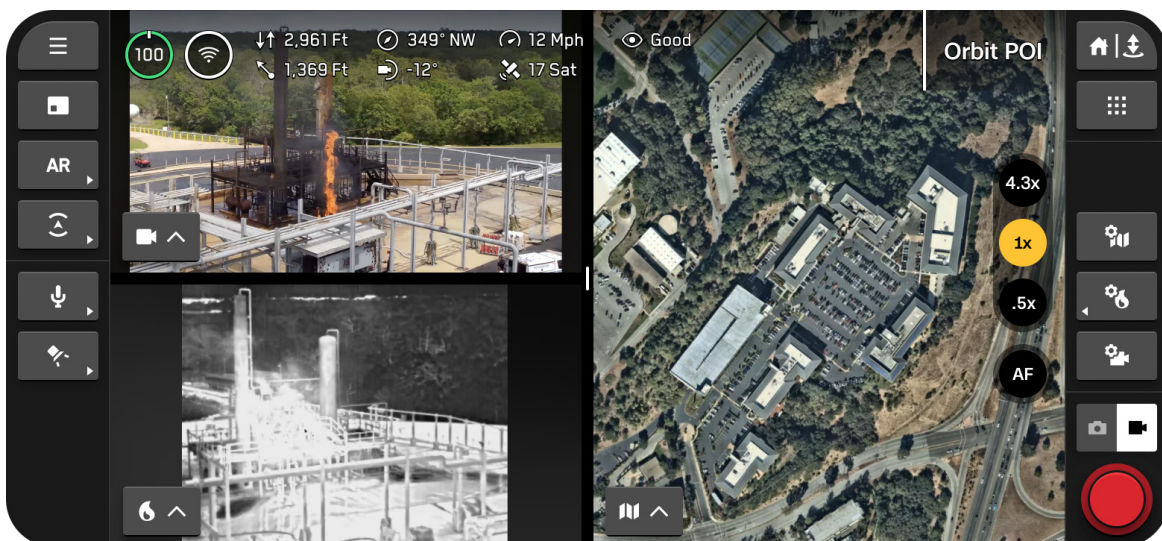 100
2,961 Ft
349° NW
12 Mph
1,369 Ft
-12°
17 Sat
Good
Orbit POI
AR
4.3x
1x
.5x
AF